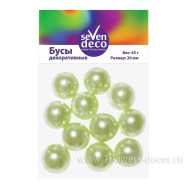 seven
deco
Бусы
декоративные
Вес: 45 г
Размер: 20 мм